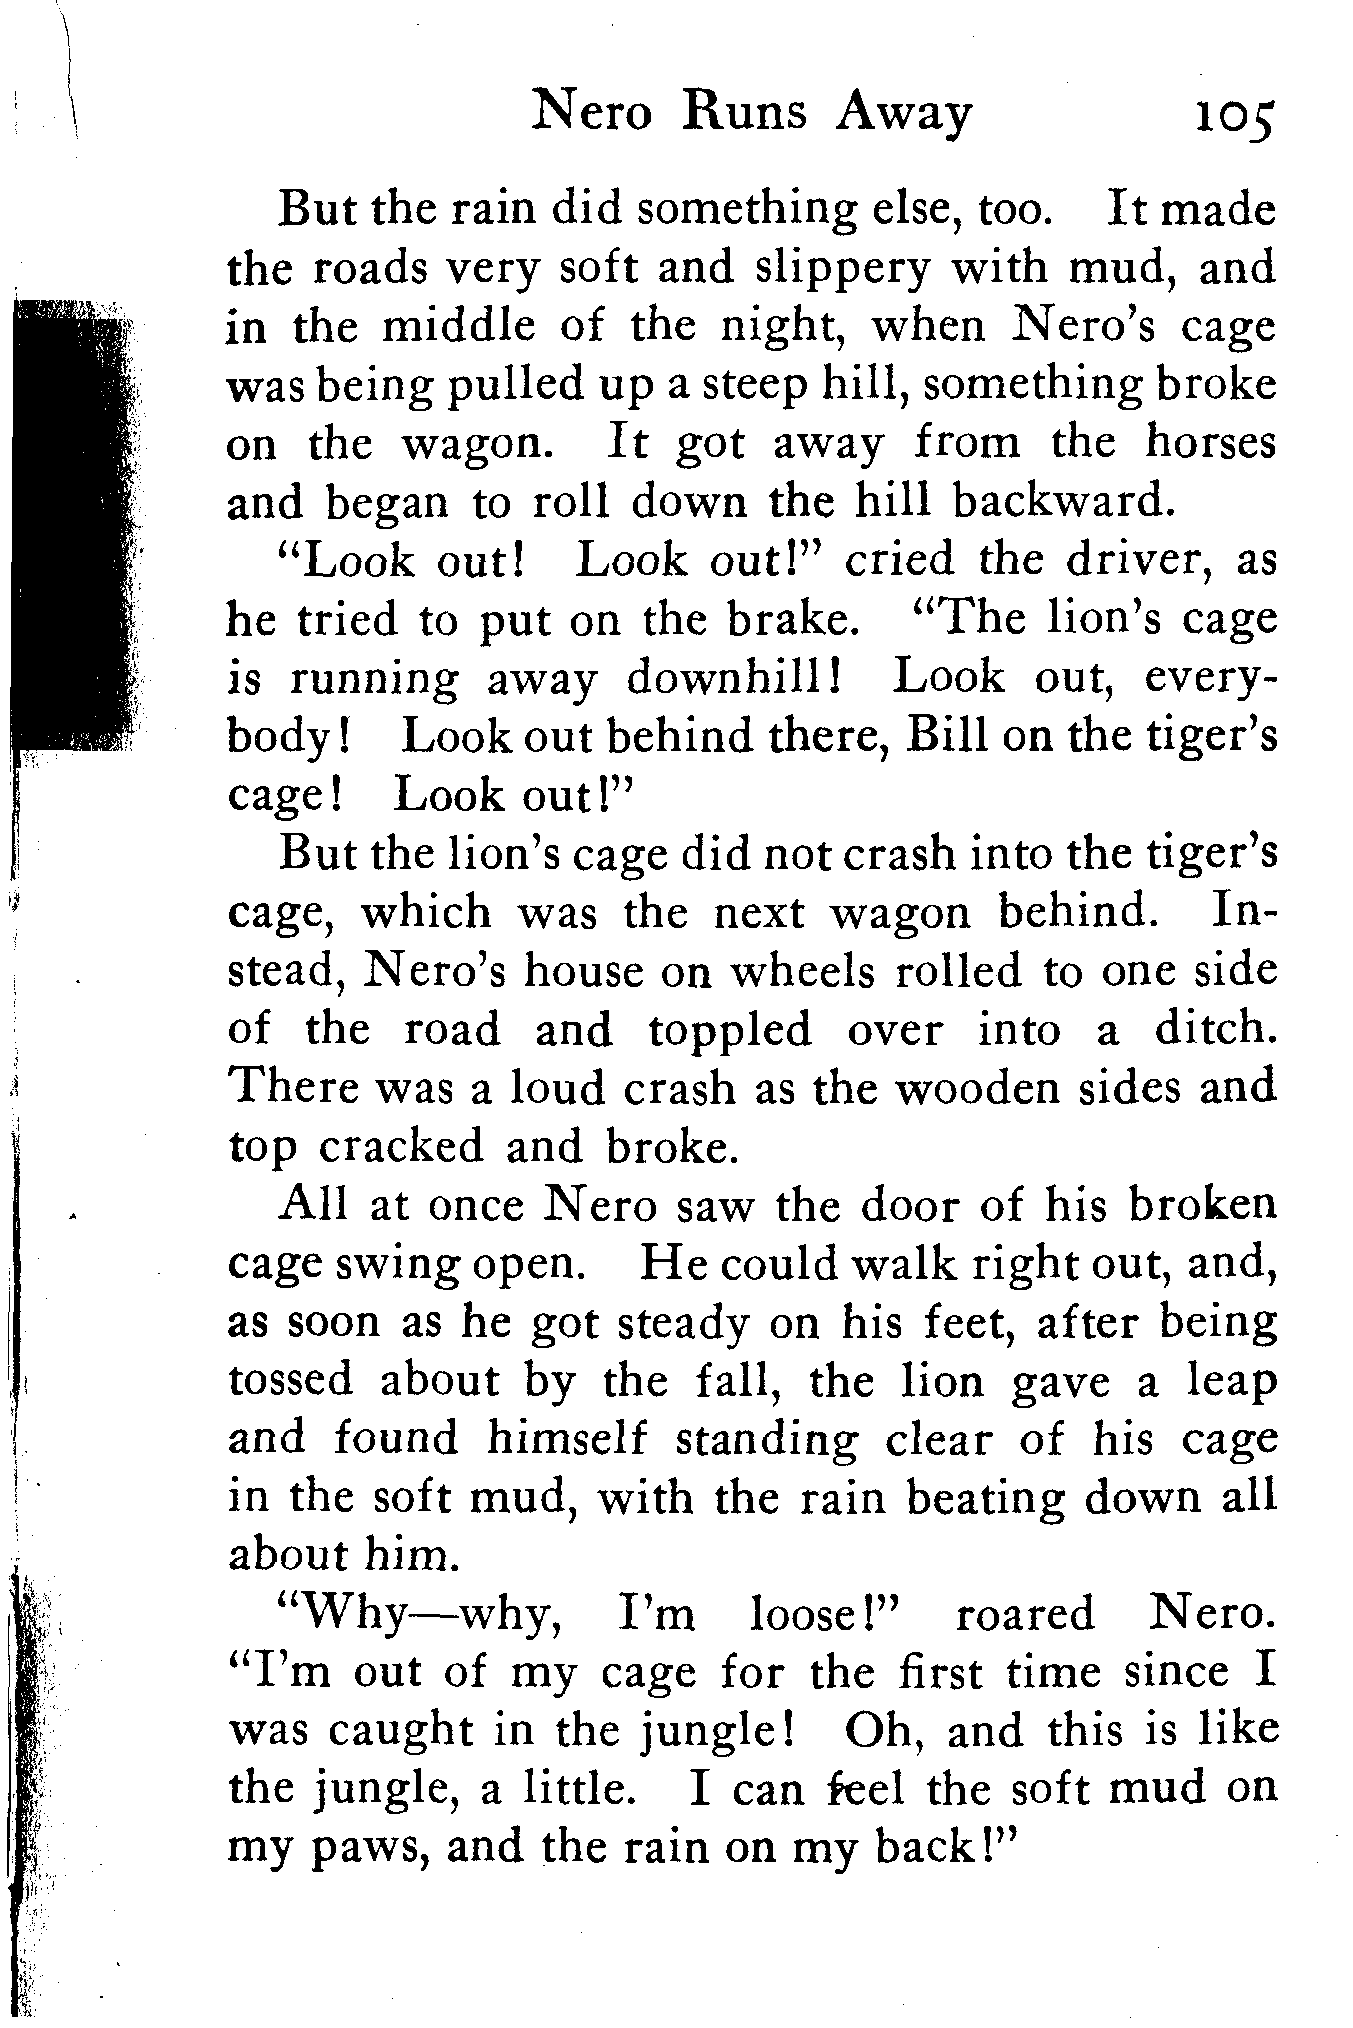 Nero Runs Away 105
But the rain did something else, too. It made
the roads very soft and slippery with mud, and
in the middle of the night, when Nero's cage
was being pulled up a steep hill, something broke
on the wagon. It got away from the horses
and began to roll down the hill backward.
“Look out! Look out!” cried the driver, as
he tried to put on the brake. “The lion's cage
is running away downhill! Look out, every-
body! Look out behind there, Bill on the tiger's
cage! Look out!”
But the lion's cage did not crash into the tiger's
cage, which was the next wagon behind. In-
stead, Nero's house on wheels rolled to one side
of the road and toppled over into a ditch.
There was a loud crash as the wooden sides and
top cracked and broke.
All at once Nero saw the door of his broken
cage swing open. He could walk right out, and,
as soon as he got steady on his feet, after being
tossed about by the fall, the lion gave a leap
and found himself standing clear of his cage
in the soft mud, with the rain beating down all
about him.
“Why—why, I'm loose!” roared Nero.
“I'm out of my cage for the first time since I
was caught in the jungle! Oh, and this is like
the jungle, a little. I can feel the soft mud on
my paws, and the rain on my back!”